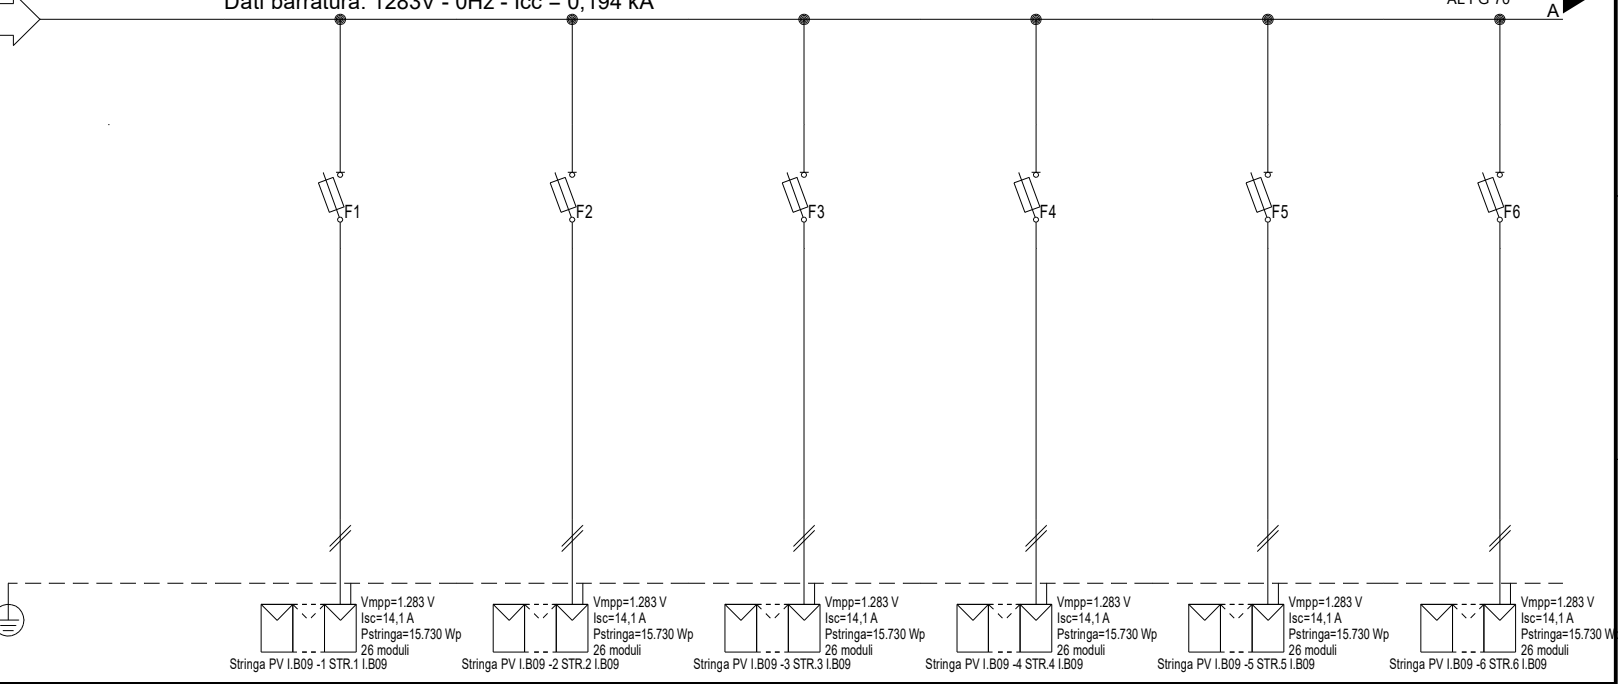 Dati barratura: 1283V - 0Hz - Icc = 0,194 kA
A
F1
F2
F3
F4
F5
F6
Vmpp=1.283 V
Isc=14,1 A
Pstringa=15.730 Wp
26 moduli
Stringa PV I.B09 -1 STR.1 I.B09
Vmpp=1.283 V
Isc=14,1 A
Pstringa=15.730 Wp
26 moduli
Stringa PV I.B09 -2 STR.2 I.B09
Vmpp=1.283 V
Isc=14,1 A
Pstringa=15.730 Wp
26 moduli
Stringa PV I.B09 -3 STR.3 I.B09
Vmpp=1.283 V
Isc=14,1 A
Pstringa=15.730 Wp
26 moduli
Stringa PV I.B09 -4 STR.4 I.B09
Vmpp=1.283 V
Isc=14,1 A
Pstringa=15.730 Wp
26 moduli
Stringa PV I.B09 -5 STR.5 I.B09
Vmpp=1.283 V
Isc=14,1 A
Pstringa=15.730 W
26 moduli
Stringa PV I.B09 -6 STR.6 I.B09